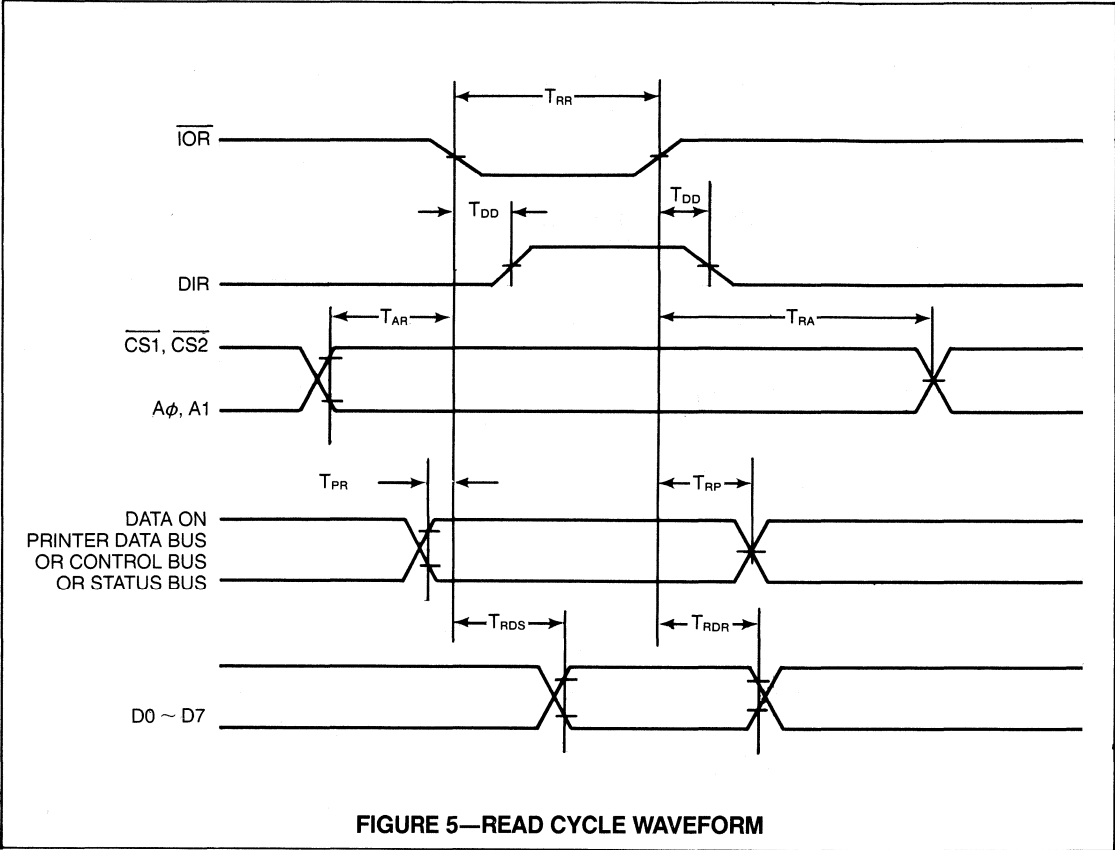 TRR
IOR
TDD
TDD
DIR
TAR
TRA
CS1, CS2
Aϕ, A1
TPR
TRP
DATA ON
PRINTER DATA BUS
OR CONTROL BUS
OR STATUS BUS
TRDS
TRDR
D0 ~ D7
FIGURE 5—READ CYCLE WAVEFORM